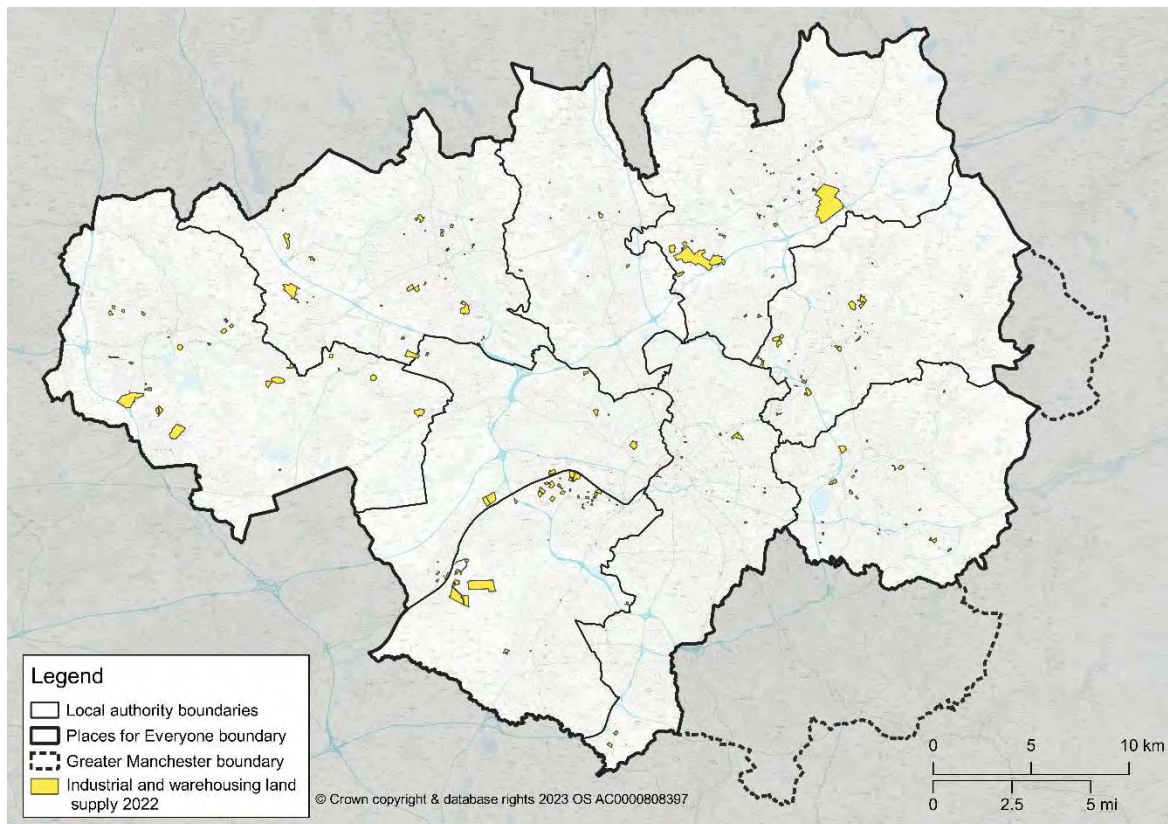 Legend
Local authority boundaries
Places for Everyone boundary
Greater Manchester boundary
Industrial and warehousing land
supply 2022
© Crown copyright & database rights 2023 OS AC0000808397
0 5 10 km
0 2.5 5 mi